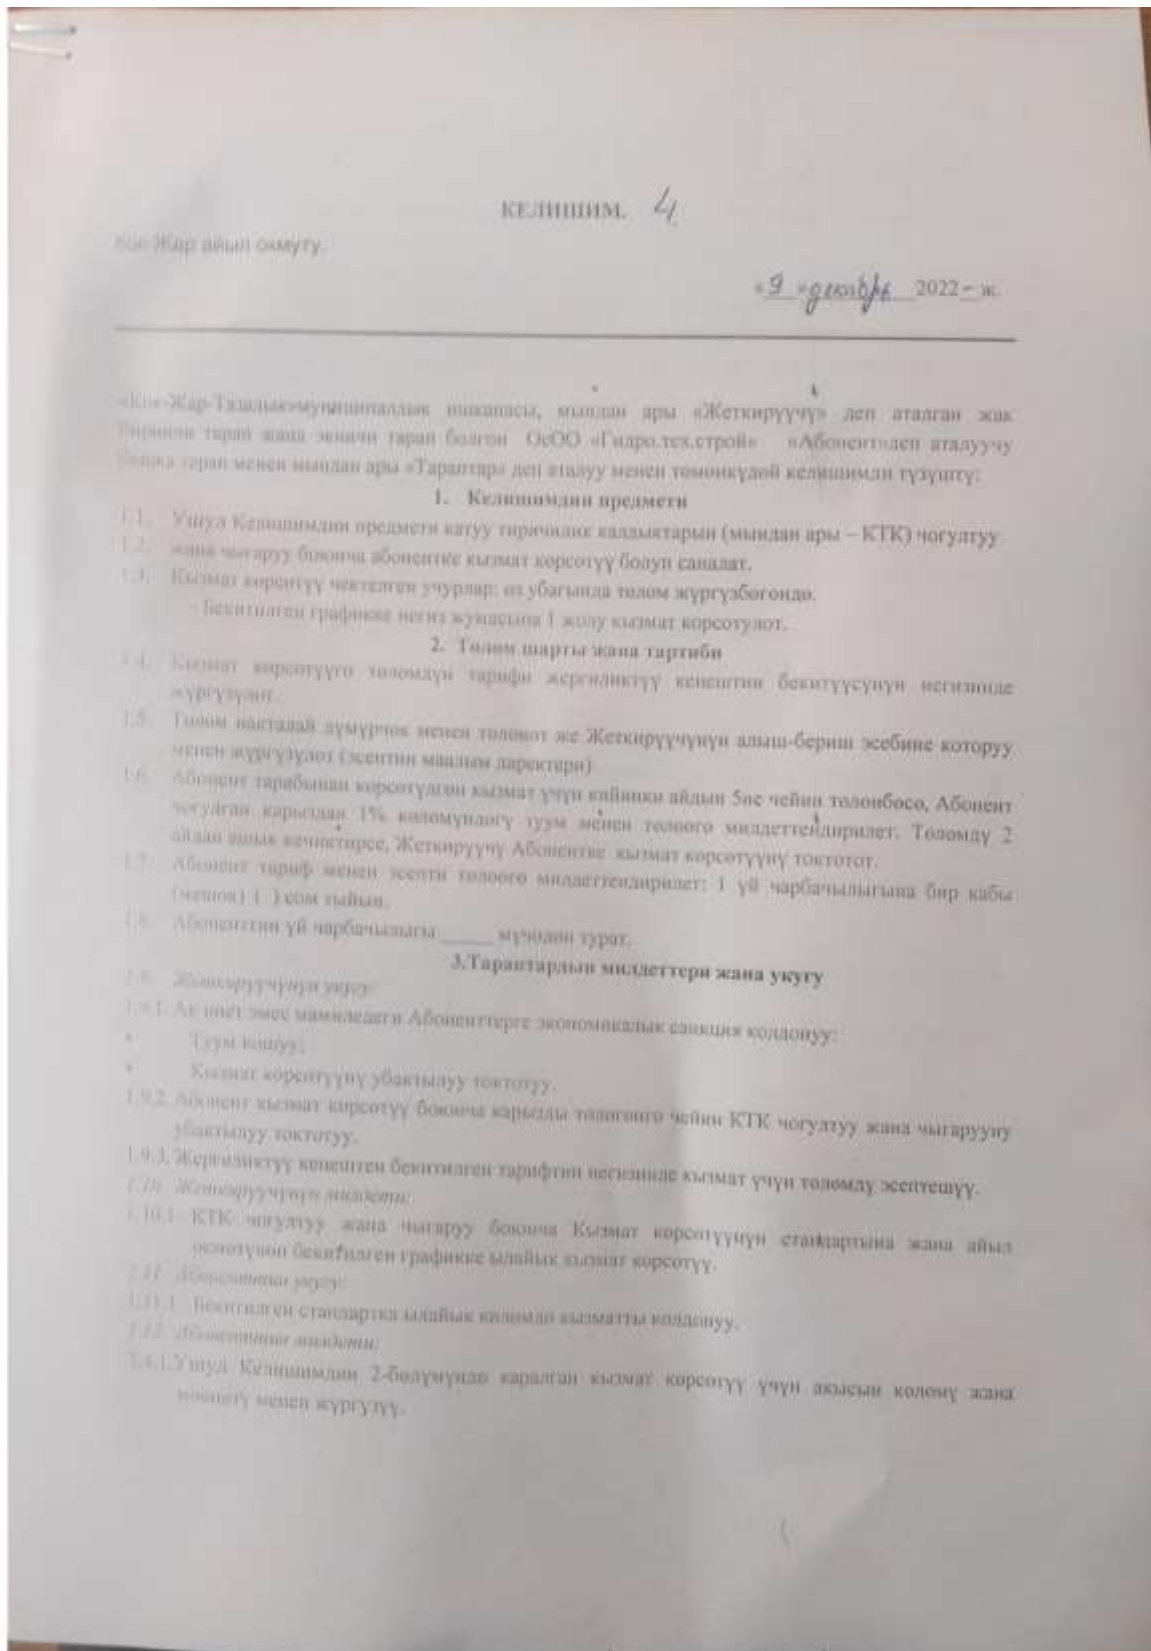 КЕЛИШИМ. 4
Кок-Жар айыл окмуту.
«9 »декабрь 2022 – ж.
«Кок-Жар-Тазалык»муниципалдык ишканасы, мындан ары «Жеткирүүчү» деп аталган жак
биринчи тарап жана экинчи тарап болгон ОсОО «Гидро.тех.строй» «Абонент»деп аталуучу
башка тарап менен мындан ары «Тараптар» деп аталуу менен төмөнкүдөй келишимди түзүштү:
1. Келишимдин предмети
1.1. Ушул Келишимдин предмети катуу тиричилик калдыктарын (мындан ары – КТК) чогултуу
1.2. жана чыгаруу боюнча абонентке кызмат көрсөтүү болуп саналат.
1.3. Кызмат көрсөтүү чектелген учурлар: өз убагында төлөм жүргүзбөгөндө.
- Бекитилген графикке негиз жумасына 1 жолу кызмат корсотулот.
2. Төлөм шарты жана тартиби
1.4. Кызмат көрсөтүүгө төлөмдүн тарифи жергиликтүү кеңештин бекитүүсүнүн негизинде
жүргүзүлөт.
1.5. Төлөм накталай дүмүрчөк менен төлөнөт же Жеткирүүчүнүн алыш-бериш эсебине которуу
менен жүргүзүлөт (эсептин маалым даректери)
1.6. Абонент тарабынан көрсөтүлгөн кызмат үчүн кийинки айдын 5не чейин төлөнбөсө, Абонент
чогулган карыздан 1% көлөмүндөгү туум менен төлөөгө милдеттендирилет. Төлөмдү 2
айдан ашык кечиктирсе, Жеткирүүчү Абонентке кызмат көрсөтүүнү токтотот.
1.7. Абонент тариф менен эсепти төлөөгө милдеттендирилет: 1 үй чарбачылыгына бир кабы
(мешок) ( ) сом тыйын.
1.8. Абоненттин үй чарбачылыгы _____ мүчөдөн турат.
3.Тараптардын милдеттери жана укугу
1.9. Жеткирүүчүнүн укугу:
1.9.1. Ак ниет эмес мамиледеги Абоненттерге экономикалык санкция колдонуу:
• Туум кошуу;
• Кызмат көрсөтүүнү убактылуу токтотуу.
1.9.2. Абонент кызмат көрсөтүү боюнча карызды төлөгөнгө чейин КТК чогултуу жана чыгарууну
убактылуу токтотуу.
1.9.3. Жергиликтүү кеңештен бекитилген тарифтин негизинде кызмат үчүн төлөмдү эсептешүү.
1.10. Жеткирүүчүнүн милдети:
1.10.1. КТК чогултуу жана чыгаруу боюнча Кызмат көрсөтүүнүн стандартына жана айыл
өкмөтүнөн бекитилген графикке ылайык кызмат көрсөтүү.
1.11. Абоненттин укугу:
1.11.1. Бекитилген стандартка ылайык көлөмдө кызматты колдонуу.
1.12. Абоненттин милдети:
2.4.1.Ушул Келишимдин 2-бөлүмүндө каралган кызмат көрсөтүү үчүн акысын көлөмү жана
менен жүргүзүү.